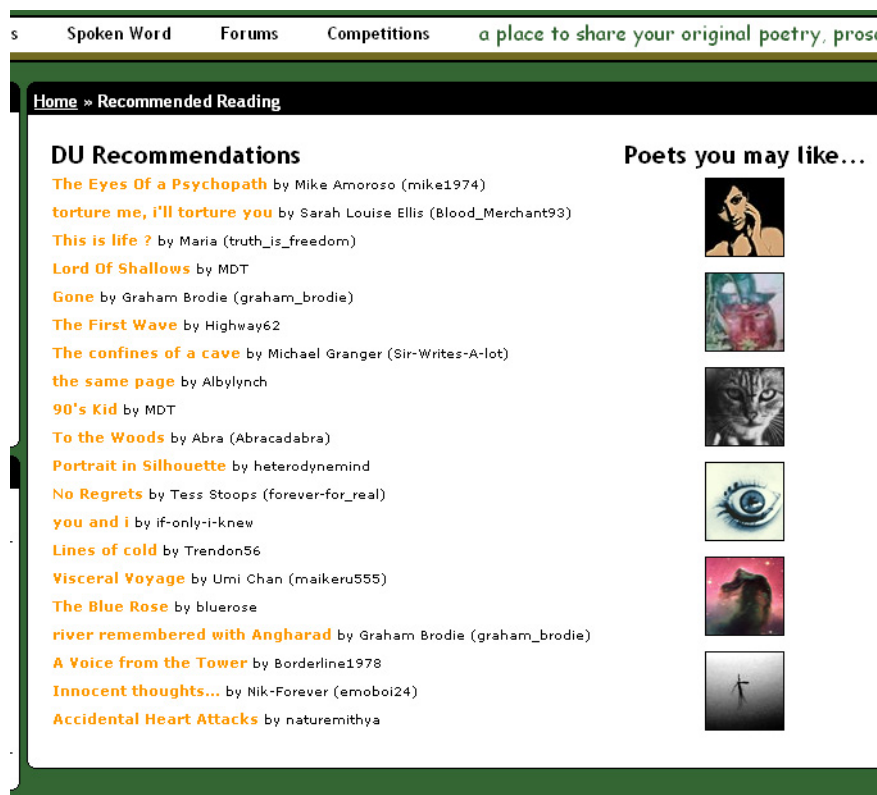 s Spoken Word Forums Competitions a place to share your original poetry, prose
Home » Recommended Reading
DU Recommendations
The Eyes Of a Psychopath by Mike Amoroso (mike1974)
torture me, i'll torture you by Sarah Louise Ellis (Blood_Merchant93)
This is life ? by Maria (truth_is_freedom)
Lord Of Shallows by MDT
Gone by Graham Brodie (graham_brodie)
The First Wave by Highway62
The confines of a cave by Michael Granger (Sir-Writes-A-lot)
the same page by Albylynch
90's Kid by MDT
To the Woods by Abra (Abracadabra)
Portrait in Silhouette by heterodynemind
No Regrets by Tess Stoops (forever-for_real)
you and i by if-only-i-knew
Lines of cold by Trendon56
Visceral Voyage by Umi Chan (maikeru555)
The Blue Rose by bluerose
river remembered with Angharad by Graham Brodie (graham_brodie)
A Voice from the Tower by Borderline1978
Innocent thoughts... by Nik-Forever (emoboi24)
Accidental Heart Attacks by naturemithya
Poets you may like...